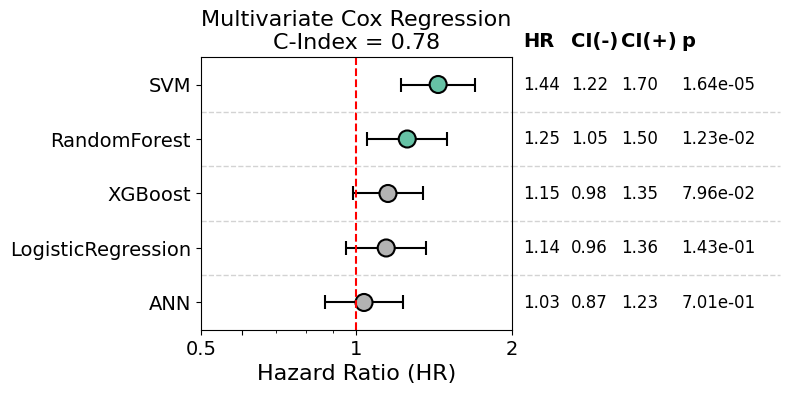 Multivariate Cox Regression
C-Index = 0.78
HR CI(-) CI(+) p
SVM 1.44 1.22 1.70 1.64e-05
RandomForest 1.25 1.05 1.50 1.23e-02
XGBoost 1.15 0.98 1.35 7.96e-02
LogisticRegression 1.14 0.96 1.36 1.43e-01
ANN 1.03 0.87 1.23 7.01e-01
0.5 1 2
Hazard Ratio (HR)